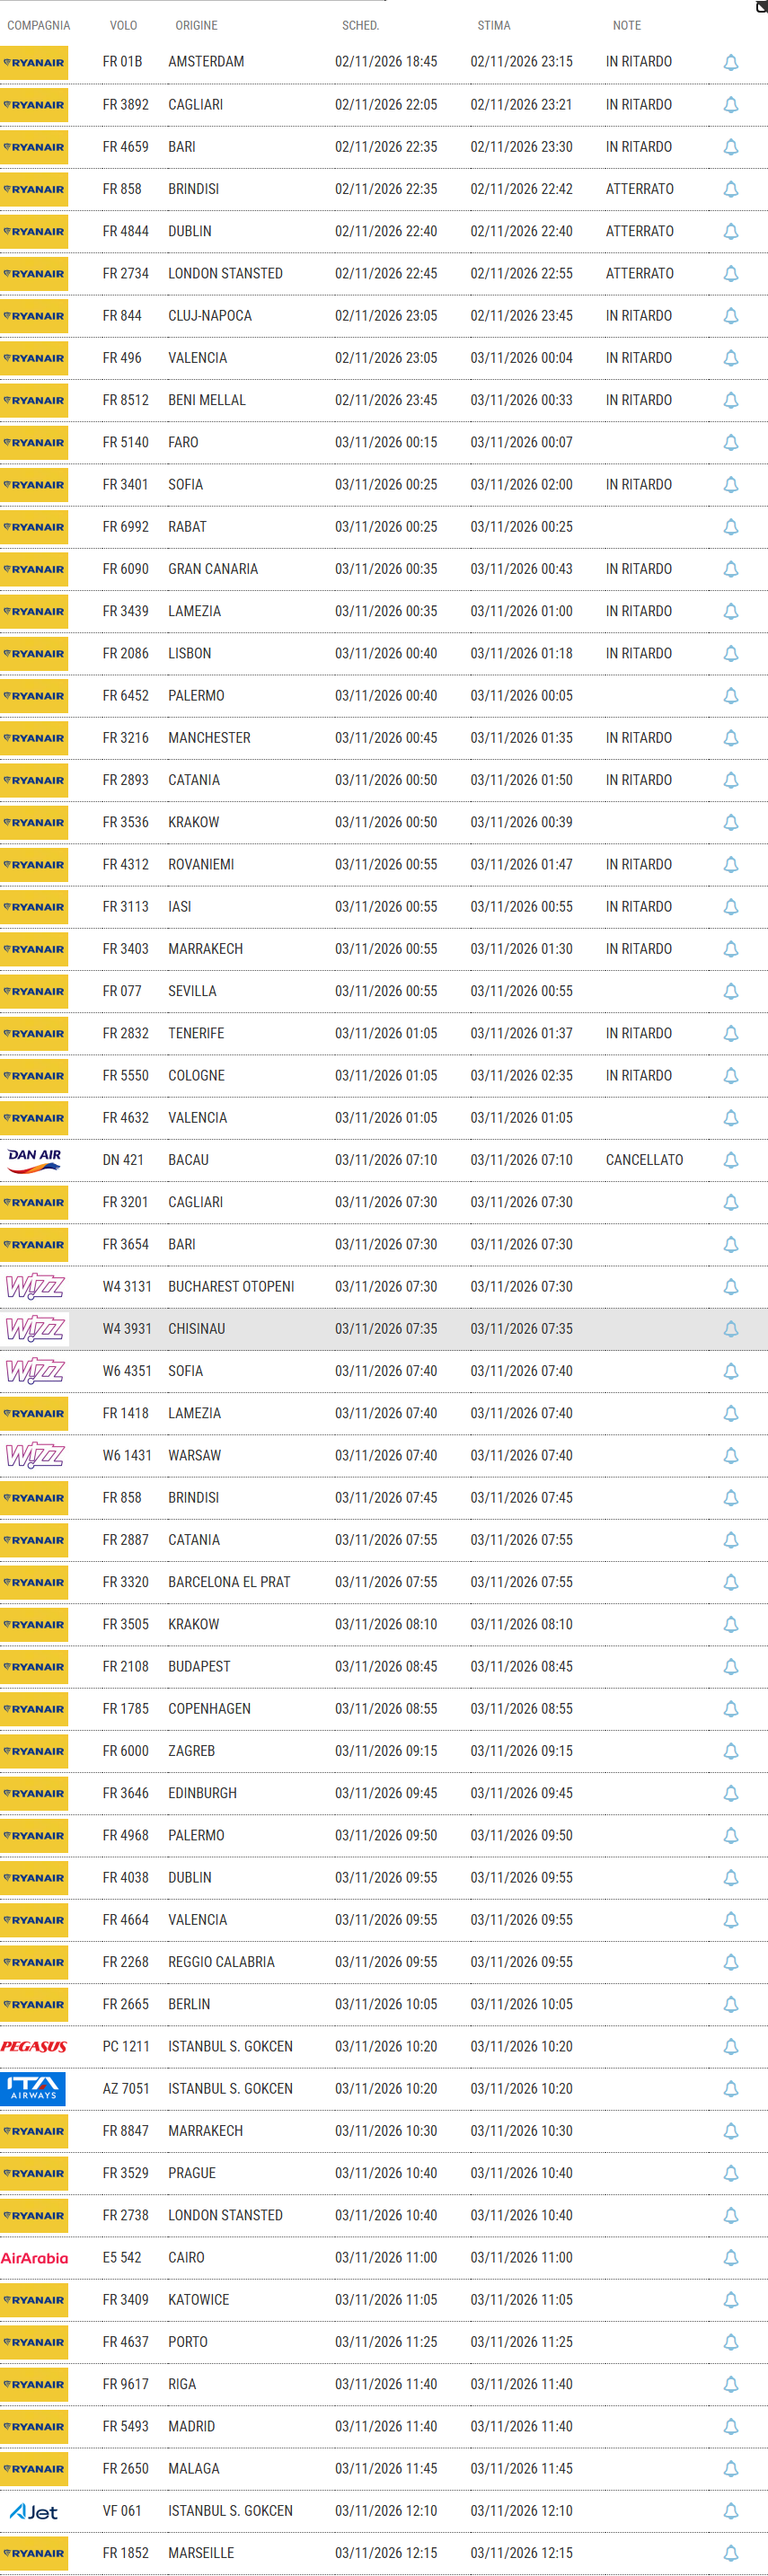 COMPAGNIA VOLO ORIGINE SCHED. STIMA NOTE
RYANAIR FR 01B AMSTERDAM 02/11/2026 18:45 02/11/2026 23:15 IN RITARDO
RYANAIR FR 3892 CAGLIARI 02/11/2026 22:05 02/11/2026 23:21 IN RITARDO
RYANAIR FR 4659 BARI 02/11/2026 22:35 02/11/2026 23:30 IN RITARDO
RYANAIR FR 858 BRINDISI 02/11/2026 22:35 02/11/2026 22:42 ATTERRATO
RYANAIR FR 4844 DUBLIN 02/11/2026 22:40 02/11/2026 22:40 ATTERRATO
RYANAIR FR 2734 LONDON STANSTED 02/11/2026 22:45 02/11/2026 22:55 ATTERRATO
RYANAIR FR 844 CLUJ-NAPOCA 02/11/2026 23:05 02/11/2026 23:45 IN RITARDO
RYANAIR FR 496 VALENCIA 02/11/2026 23:05 03/11/2026 00:04 IN RITARDO
RYANAIR FR 8512 BENI MELLAL 02/11/2026 23:45 03/11/2026 00:33 IN RITARDO
RYANAIR FR 5140 FARO 03/11/2026 00:15 03/11/2026 00:07
RYANAIR FR 3401 SOFIA 03/11/2026 00:25 03/11/2026 02:00 IN RITARDO
RYANAIR FR 6992 RABAT 03/11/2026 00:25 03/11/2026 00:25
RYANAIR FR 6090 GRAN CANARIA 03/11/2026 00:35 03/11/2026 00:43 IN RITARDO
RYANAIR FR 3439 LAMEZIA 03/11/2026 00:35 03/11/2026 01:00 IN RITARDO
RYANAIR FR 2086 LISBON 03/11/2026 00:40 03/11/2026 01:18 IN RITARDO
RYANAIR FR 6452 PALERMO 03/11/2026 00:40 03/11/2026 00:05
RYANAIR FR 3216 MANCHESTER 03/11/2026 00:45 03/11/2026 01:35 IN RITARDO
RYANAIR FR 2893 CATANIA 03/11/2026 00:50 03/11/2026 01:50 IN RITARDO
RYANAIR FR 3536 KRAKOW 03/11/2026 00:50 03/11/2026 00:39
RYANAIR FR 4312 ROVANIEMI 03/11/2026 00:55 03/11/2026 01:47 IN RITARDO
RYANAIR FR 3113 IASI 03/11/2026 00:55 03/11/2026 00:55 IN RITARDO
RYANAIR FR 3403 MARRAKECH 03/11/2026 00:55 03/11/2026 01:30 IN RITARDO
RYANAIR FR 077 SEVILLA 03/11/2026 00:55 03/11/2026 00:55
RYANAIR FR 2832 TENERIFE 03/11/2026 01:05 03/11/2026 01:37 IN RITARDO
RYANAIR FR 5550 COLOGNE 03/11/2026 01:05 03/11/2026 02:35 IN RITARDO
RYANAIR FR 4632 VALENCIA 03/11/2026 01:05 03/11/2026 01:05
DAN AIR DN 421 BACAU 03/11/2026 07:10 03/11/2026 07:10 CANCELLATO
RYANAIR FR 3201 CAGLIARI 03/11/2026 07:30 03/11/2026 07:30
RYANAIR FR 3654 BARI 03/11/2026 07:30 03/11/2026 07:30
WIZZ W4 3131 BUCHAREST OTOPENI 03/11/2026 07:30 03/11/2026 07:30
WIZZ W4 3931 CHISINAU 03/11/2026 07:35 03/11/2026 07:35
WIZZ W6 4351 SOFIA 03/11/2026 07:40 03/11/2026 07:40
RYANAIR FR 1418 LAMEZIA 03/11/2026 07:40 03/11/2026 07:40
WIZZ W6 1431 WARSAW 03/11/2026 07:40 03/11/2026 07:40
RYANAIR FR 858 BRINDISI 03/11/2026 07:45 03/11/2026 07:45
RYANAIR FR 2887 CATANIA 03/11/2026 07:55 03/11/2026 07:55
RYANAIR FR 3320 BARCELONA EL PRAT 03/11/2026 07:55 03/11/2026 07:55
RYANAIR FR 3505 KRAKOW 03/11/2026 08:10 03/11/2026 08:10
RYANAIR FR 2108 BUDAPEST 03/11/2026 08:45 03/11/2026 08:45
RYANAIR FR 1785 COPENHAGEN 03/11/2026 08:55 03/11/2026 08:55
RYANAIR FR 6000 ZAGREB 03/11/2026 09:15 03/11/2026 09:15
RYANAIR FR 3646 EDINBURGH 03/11/2026 09:45 03/11/2026 09:45
RYANAIR FR 4968 PALERMO 03/11/2026 09:50 03/11/2026 09:50
RYANAIR FR 4038 DUBLIN 03/11/2026 09:55 03/11/2026 09:55
RYANAIR FR 4664 VALENCIA 03/11/2026 09:55 03/11/2026 09:55
RYANAIR FR 2268 REGGIO CALABRIA 03/11/2026 09:55 03/11/2026 09:55
RYANAIR FR 2665 BERLIN 03/11/2026 10:05 03/11/2026 10:05
PEGASUS PC 1211 ISTANBUL S. GOKCEN 03/11/2026 10:20 03/11/2026 10:20
ITA AIRWAYS AZ 7051 ISTANBUL S. GOKCEN 03/11/2026 10:20 03/11/2026 10:20
RYANAIR FR 8847 MARRAKECH 03/11/2026 10:30 03/11/2026 10:30
RYANAIR FR 3529 PRAGUE 03/11/2026 10:40 03/11/2026 10:40
RYANAIR FR 2738 LONDON STANSTED 03/11/2026 10:40 03/11/2026 10:40
AirArabia E5 542 CAIRO 03/11/2026 11:00 03/11/2026 11:00
RYANAIR FR 3409 KATOWICE 03/11/2026 11:05 03/11/2026 11:05
RYANAIR FR 4637 PORTO 03/11/2026 11:25 03/11/2026 11:25
RYANAIR FR 9617 RIGA 03/11/2026 11:40 03/11/2026 11:40
RYANAIR FR 5493 MADRID 03/11/2026 11:40 03/11/2026 11:40
RYANAIR FR 2650 MALAGA 03/11/2026 11:45 03/11/2026 11:45
AJet VF 061 ISTANBUL S. GOKCEN 03/11/2026 12:10 03/11/2026 12:10
RYANAIR FR 1852 MARSEILLE 03/11/2026 12:15 03/11/2026 12:15